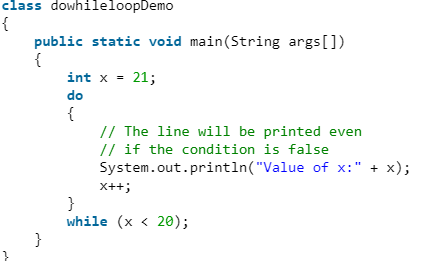 class dowhileloopDemo
{
    public static void main(String args[])
    {
        int x = 21;
        do
        {
            // The line will be printed even
            // if the condition is false
            System.out.println("Value of x:" + x);
            x++;
        }
        while (x < 20);
    }
}